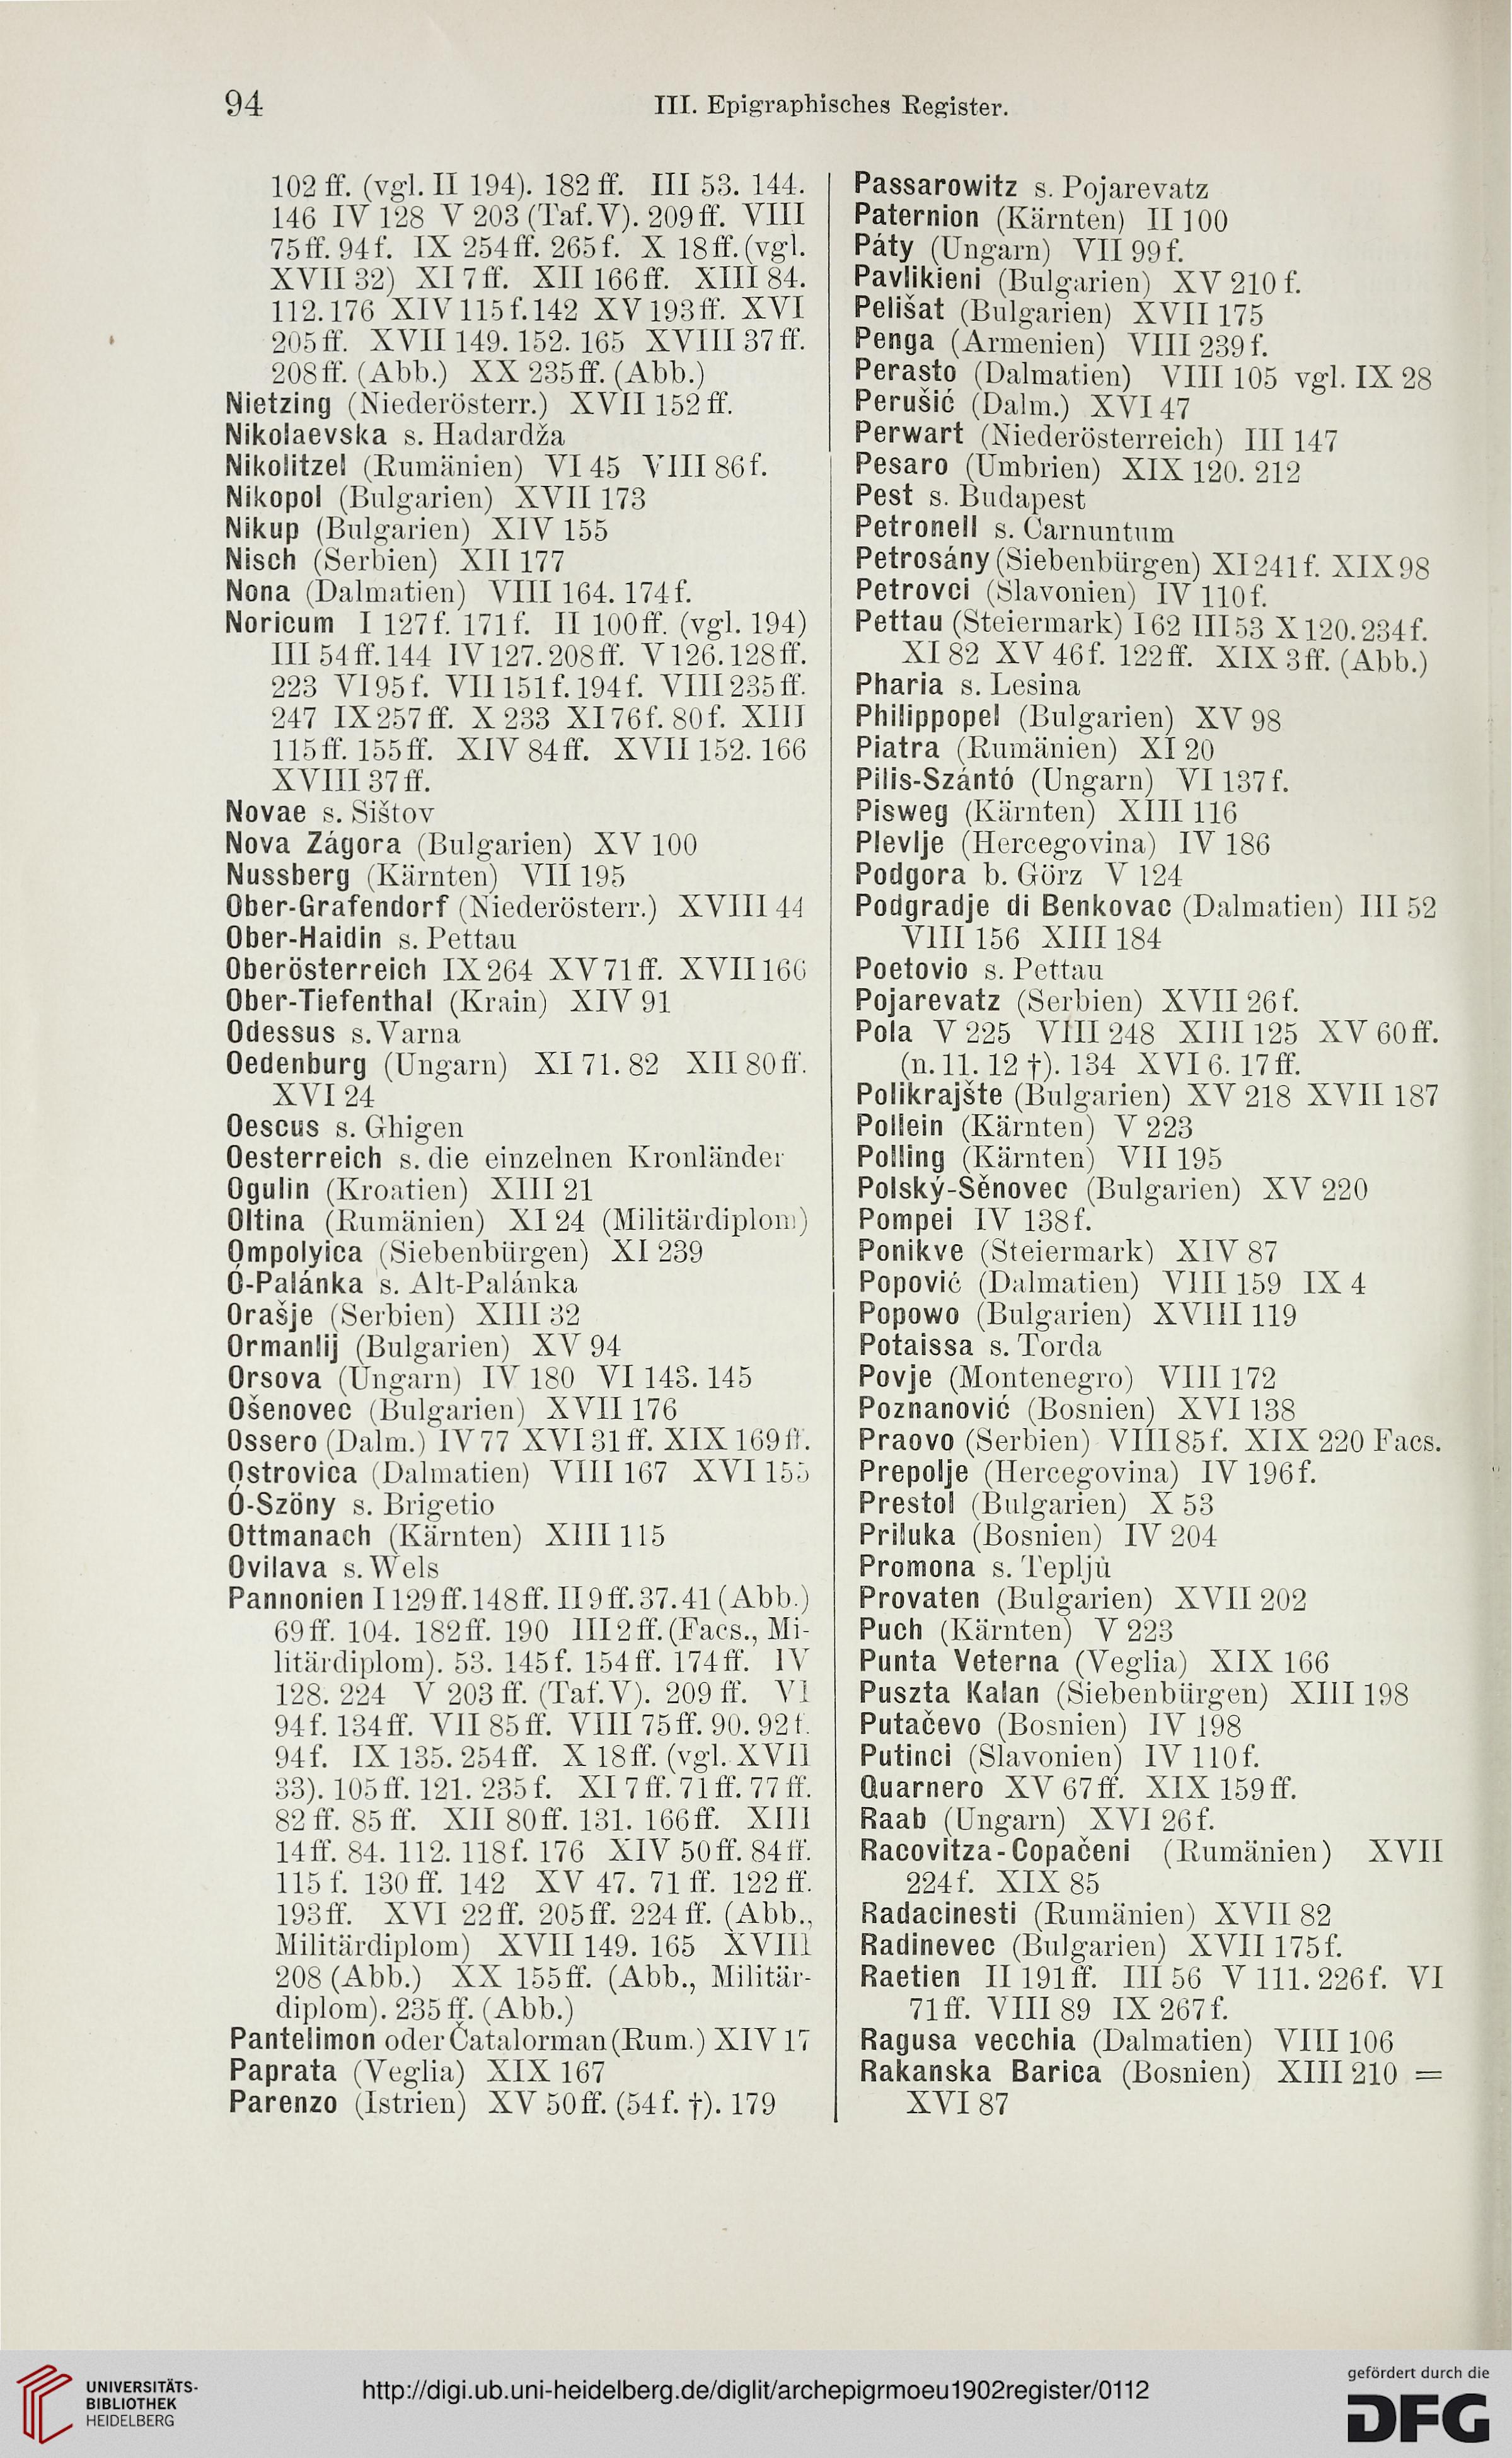 94
III. Epigraphisches Register.
102 ff. (vgl. II 194). 182 ff. III 53. 144.
146 IV 128 V 203 (Taf. V). 209 ff. VIII
75 ff. 94 f. IX 254 ff. 265 f. X 18 ff. (vgl.
XVII 32) XI 7 ff. XII 166 ff. XIII 84.
112. 176 XIV 115 f. 142 XV 193 ff. XVI
205 ff. XVII 149. 152. 165 XVIII 37 ff.
208 ff. (Abb.) XX 235 ff. (Abb.)
Nietzing (Niederösterr.) XVII 152 ff.
Nikolaevska s. Hadardža
Nikolitzel (Rumänien) VI 45 VIII 86 f.
Nikopol (Bulgarien) XVII 173
Nikup (Bulgarien) XIV 155
Nisch (Serbien) XII 177
Nona (Dalmatien) VIII 164. 174 f.
Noricum I 127 f. 171 f. II 100 ff. (vgl. 194)
III 54 ff. 144 IV 127. 208 ff. V 126. 128 ff.
223 VI 95 f. VII 151 f. 194 f. VIII 235 ff.
247 IX 257 ff. X 233 XI 76 f. 80 f. XIII
115 ff. 155 ff. XIV 84 ff. XVII 152. 166
XVIII 37 ff.
Novae s. Sištov
Nova Zágora (Bulgarien) XV 100
Nussberg (Kärnten) VII 195
Ober-Grafendorf (Niederösterr.) XVIII 44
Ober-Haidin s. Pettau
Oberösterreich IX 264 XV 71 ff. XVII 166
Ober-Tiefenthal (Krain) XIV 91
Odessus s. Varna
Oedenburg (Ungarn) XI 71. 82 XII 80 ff.
XVI 24
Oescus s. Ghigen
Oesterreich s. die einzelnen Kronländer
Ogulin (Kroatien) XIII 21
Oltina (Rumänien) XI 24 (Militärdiplom)
Ompolyica (Siebenbürgen) XI 239
Ó-Palánka s. Alt-Palánka
Orašje (Serbien) XIII 32
Ormanlij (Bulgarien) XV 94
Orsova (Ungarn) IV 180 VI 143. 145
Ošenovec (Bulgarien) XVII 176
Ossero (Dalm.) IV 77 XVI 31 ff. XIX 169 ff.
Ostrovica (Dalmatien) VIII 167 XVI 155
Ó-Szöny s. Brigetio
Ottmanach (Kärnten) XIII 115
Ovilava s. Wels
Pannonien I 129 ff. 148 ff. II 9 ff. 37. 41 (Abb.)
69 ff. 104. 182 ff. 190 III 2 ff. (Facs., Mi-
litärdiplom). 53. 145 f. 154 ff. 174 ff. IV
128. 224 V 203 ff. (Taf. V). 209 ff. VI
94 f. 134 ff. VII 85 ff. VIII 75 ff. 90. 92 f.
94 f. IX 135. 254 ff. X 18 ff. (vgl. XVII
33). 105 ff. 121. 235 f. XI 7 ff. 71 ff. 77 ff.
82 ff. 85 ff. XII 80 ff. 131. 166 ff. XIII
14 ff. 84. 112. 118 f. 176 XIV 50 ff. 84 ff.
115 f. 130 ff. 142 XV 47. 71 ff. 122 ff.
193 ff. XVI 22 ff. 205 ff. 224 ff. (Abb.,
Militärdiplom) XVII 149. 165 XVIII
208 (Abb.) XX 155 ff. (Abb., Militär-
diplom). 235 ff. (Abb.)
Pantelimon oder Čatalorman (Rum.) XIV 17
Paprata (Veglia) XIX 167
Parenzo (Istrien) XV 50 ff. (54 f. †). 179
Passarowitz s. Pojarevatz
Paternion (Kärnten) II 100
Páty (Ungarn) VII 99 f.
Pavlikieni (Bulgarien) XV 210 f.
Pelišat (Bulgarien) XVII 175
Penga (Armenien) VIII 239 f.
Perasto (Dalmatien) VIII 105 vgl. IX 28
Perušić (Dalm.) XVI 47
Perwart (Niederösterreich) III 147
Pesaro (Umbrien) XIX 120. 212
Pest s. Budapest
Petronell s. Carnuntum
Petrosány (Siebenbürgen) XI 241 f. XIX 98
Petrovci (Slavonien) IV 110 f.
Pettau (Steiermark) I 62 III 53 X 120. 234 f.
XI 82 XV 46 f. 122 ff. XIX 3 ff. (Abb.)
Pharia s. Lesina
Philippopel (Bulgarien) XV 98
Piatra (Rumänien) XI 20
Pilis-Szántó (Ungarn) VI 137 f.
Pisweg (Kärnten) XIII 116
Plevlje (Hercegovina) IV 186
Podgora b. Görz V 124
Podgradje di Benkovac (Dalmatien) III 52
VIII 156 XIII 184
Poetovio s. Pettau
Pojarevatz (Serbien) XVII 26 f.
Pola V 225 VIII 248 XIII 125 XV 60 ff.
(n. 11. 12 †). 134 XVI 6. 17 ff.
Polikrajšte (Bulgarien) XV 218 XVII 187
Pollein (Kärnten) V 223
Polling (Kärnten) VII 195
Polský-Sěnovec (Bulgarien) XV 220
Pompei IV 138 f.
Ponikve (Steiermark) XIV 87
Popović (Dalmatien) VIII 159 IX 4
Popowo (Bulgarien) XVIII 119
Potaissa s. Torda
Povje (Montenegro) VIII 172
Poznanović (Bosnien) XVI 138
Praovo (Serbien) VIII 85 f. XIX 220 Facs.
Prepolje (Hercegovina) IV 196 f.
Prestol (Bulgarien) X 53
Priluka (Bosnien) IV 204
Promona s. Tepljù
Provaten (Bulgarien) XVII 202
Puch (Kärnten) V 223
Punta Veterna (Veglia) XIX 166
Puszta Kalan (Siebenbürgen) XIII 198
Putačevo (Bosnien) IV 198
Putinci (Slavonien) IV 110 f.
Quarnero XV 67 ff. XIX 159 ff.
Raab (Ungarn) XVI 26 f.
Racovitza-Copačeni (Rumänien) XVII
224 f. XIX 85
Radacinesti (Rumänien) XVII 82
Radinevec (Bulgarien) XVII 175 f.
Raetien II 191 ff. III 56 V 111. 226 f. VI
71 ff. VIII 89 IX 267 f.
Ragusa vecchia (Dalmatien) VIII 106
Rakanska Barica (Bosnien) XIII 210 =
XVI 87
UNIVERSITÄTS-
BIBLIOTHEK
HEIDELBERG
http://digi.ub.uni-heidelberg.de/diglit/archepigrmoeu1902register/0112
gefördert durch die
DFG